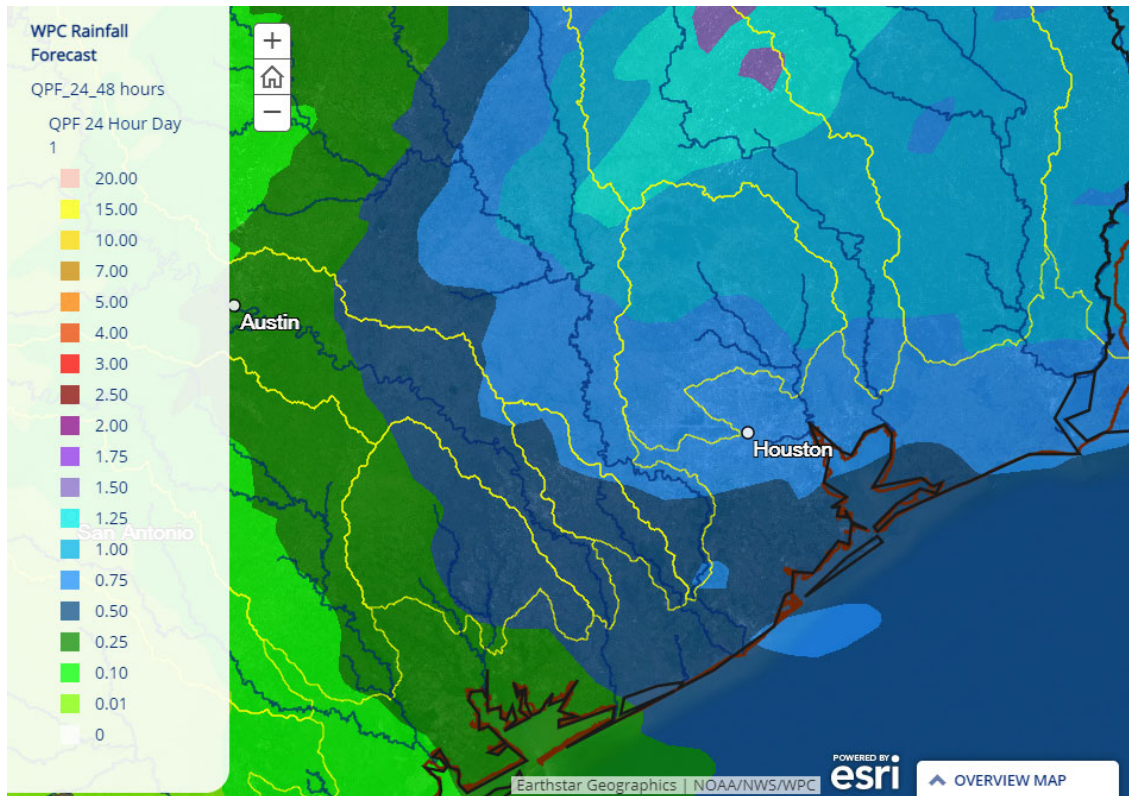 WPC Rainfall
Forecast
QPF_24_48 hours
QPF 24 Hour Day
1
20.00
15.00
10.00
7.00
5.00
4.00
3.00
2.50
2.00
1.75
1.50
1.25
1.00
0.75
0.50
0.25
0.10
0.01
0
+
−
Austin
Houston
San Antonio
Earthstar Geographics | NOAA/NWS/WPC
POWERED BY
esri
OVERVIEW MAP